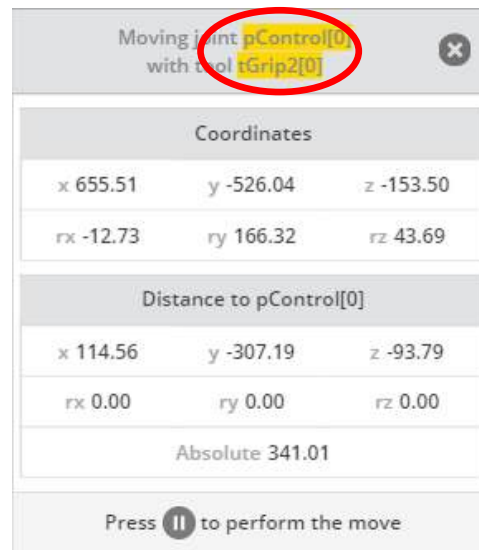 Moving joint pControl[0]
with tool tGrip2[0]
Coordinates
x 655.51 y -526.04 z -153.50
rx -12.73 ry 166.32 rz 43.69
Distance to pControl[0]
x 114.56 y -307.19 z -93.79
rx 0.00 ry 0.00 rz 0.00
Absolute 341.01
Press to perform the move